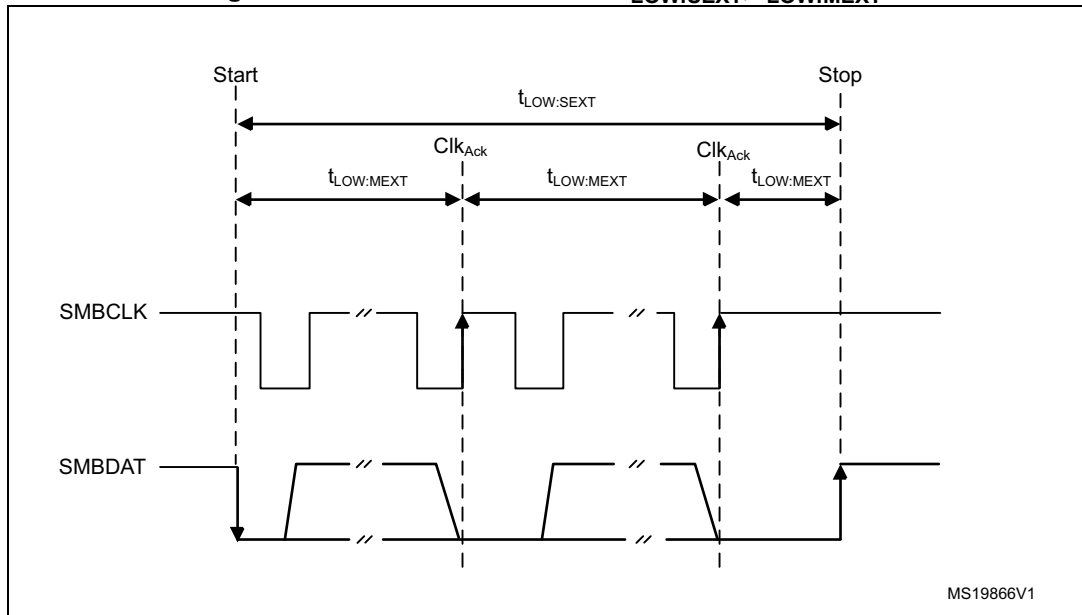 Start
Stop
tLOW:SEXT
ClkAck
ClkAck
tLOW:MEXT
tLOW:MEXT
tLOW:MEXT
SMBCLK
SMBDAT
MS19866V1